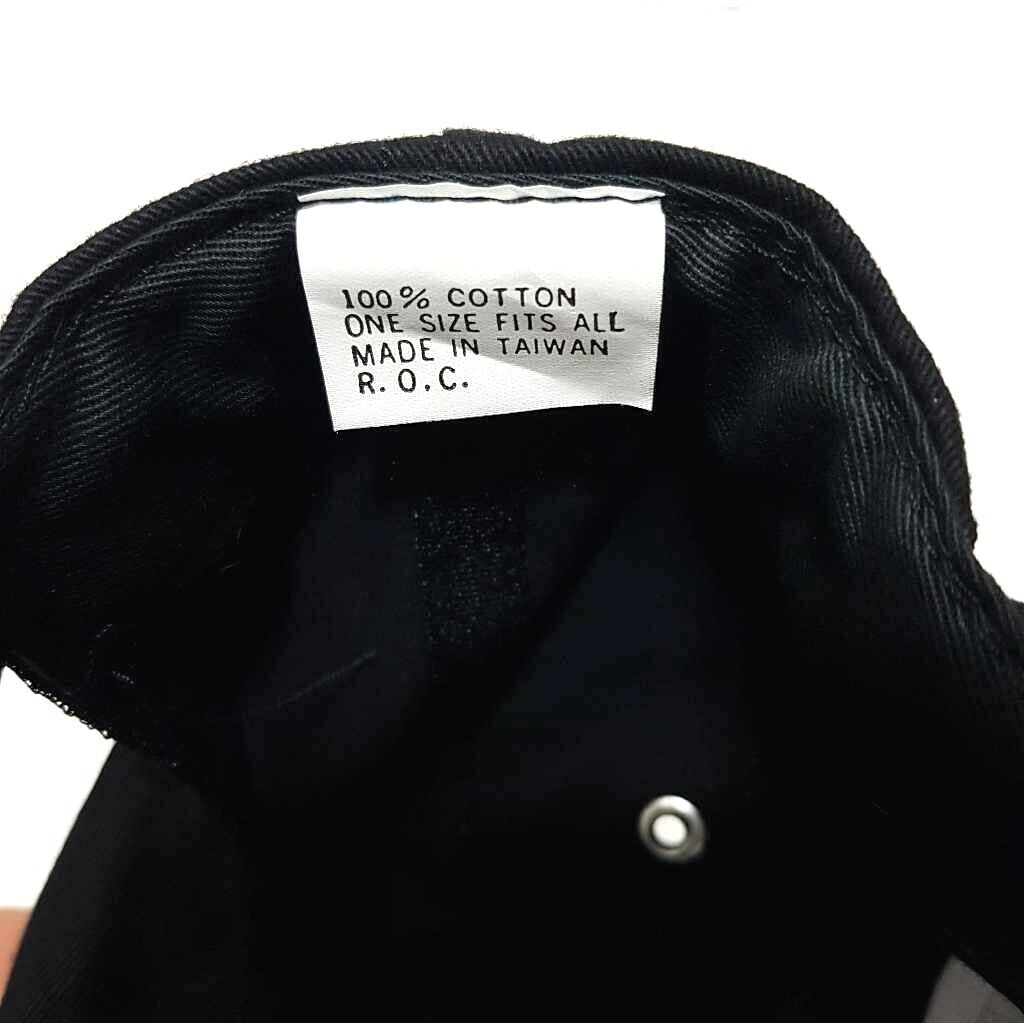 100% COTTON
ONE SIZE FITS ALL
MADE IN TAIWAN
R. O. C.